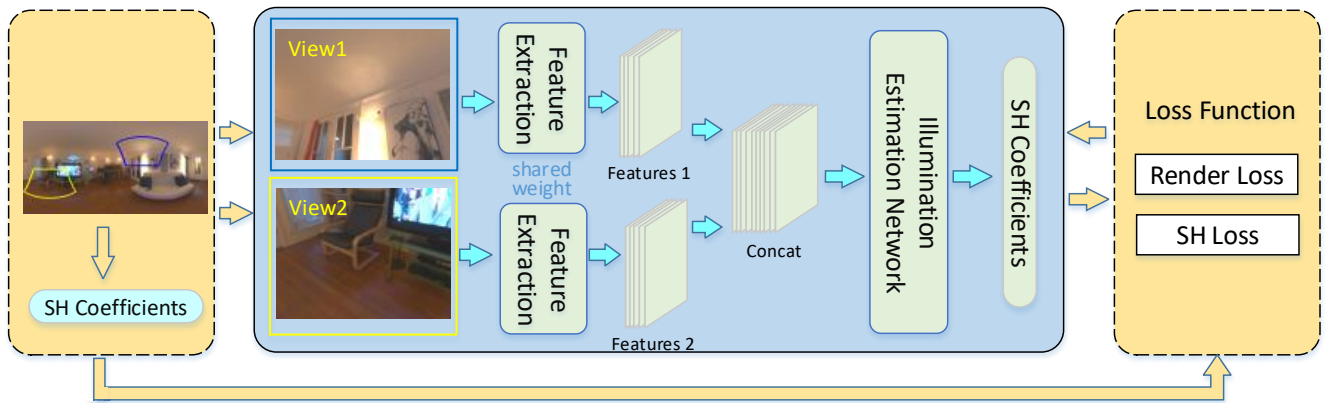 SH Coefficients
View1
Feature
Extraction
Features 1
shared
weight
View2
Feature
Extraction
Features 2
Concat
Illumination
Estimation Network
SH Coefficients
Loss Function
Render Loss
SH Loss